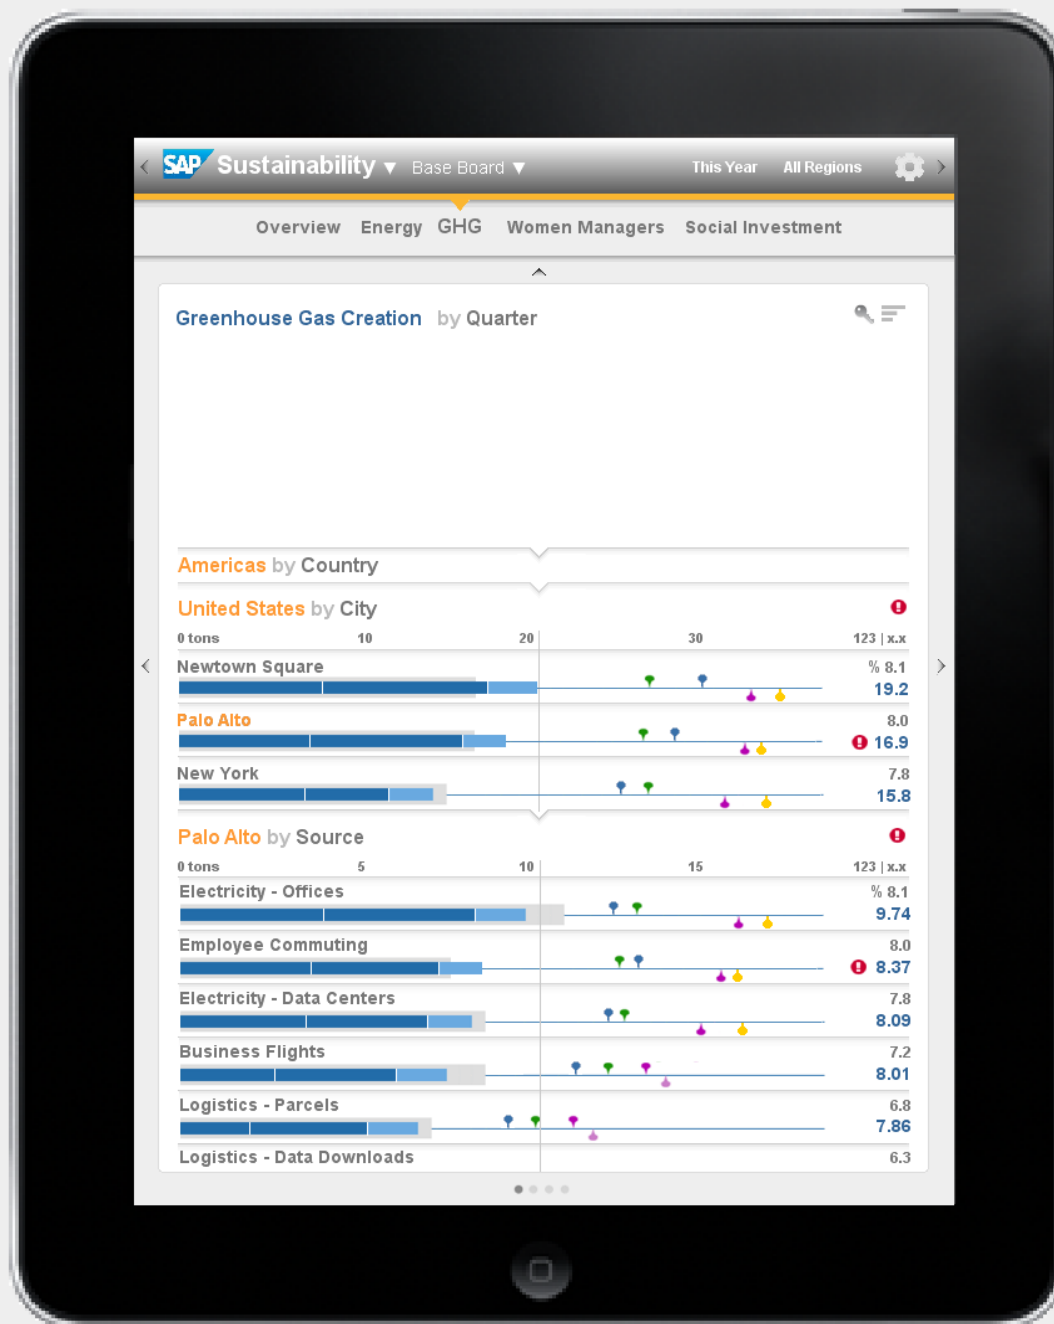 SAP Sustainability ▼ Base Board ▼ This Year All Regions
Overview Energy GHG Women Managers Social Investment
Greenhouse Gas Creation by Quarter
Americas by Country
United States by City
0 tons 10 20 30 123 | x.x
Newtown Square % 8.1
19.2
Palo Alto 8.0
16.9
New York 7.8
15.8
Palo Alto by Source
0 tons 5 10 15 123 | x.x
Electricity - Offices % 8.1
9.74
Employee Commuting 8.0
8.37
Electricity - Data Centers 7.8
8.09
Business Flights 7.2
8.01
Logistics - Parcels 6.8
7.86
Logistics - Data Downloads 6.3